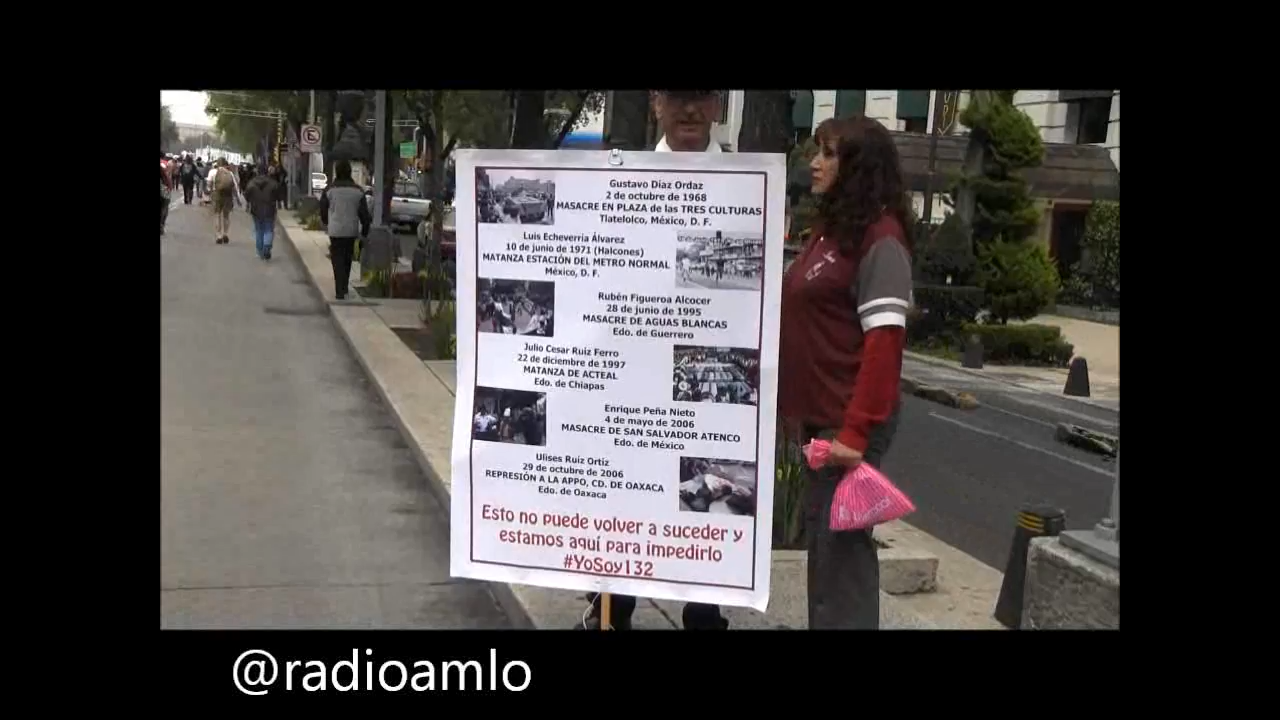 Gustavo Díaz Ordaz
2 de octubre de 1968
MASACRE EN PLAZA de las TRES CULTURAS
Tlatelolco, México, D. F.
Luis Echeverria Álvarez
10 de junio de 1971 (Halcones)
MATANZA ESTACIÓN DEL METRO NORMAL
México, D. F.
Rubén Figueroa Alcocer
28 de junio de 1995
MASACRE DE AGUAS BLANCAS
Edo. de Guerrero
Julio Cesar Ruiz Ferro
22 de diciembre de 1997
MATANZA DE ACTEAL
Edo. de Chiapas
Enrique Peña Nieto
4 de mayo de 2006
MASACRE DE SAN SALVADOR ATENCO
Edo. de México
Ulises Ruiz Ortiz
29 de octubre de 2006
REPRESIÓN A LA APPO, CD. DE OAXACA
Edo. de Oaxaca
Esto no puede volver a suceder y
estamos aquí para impedirlo
#YoSoy132
@radioamlo